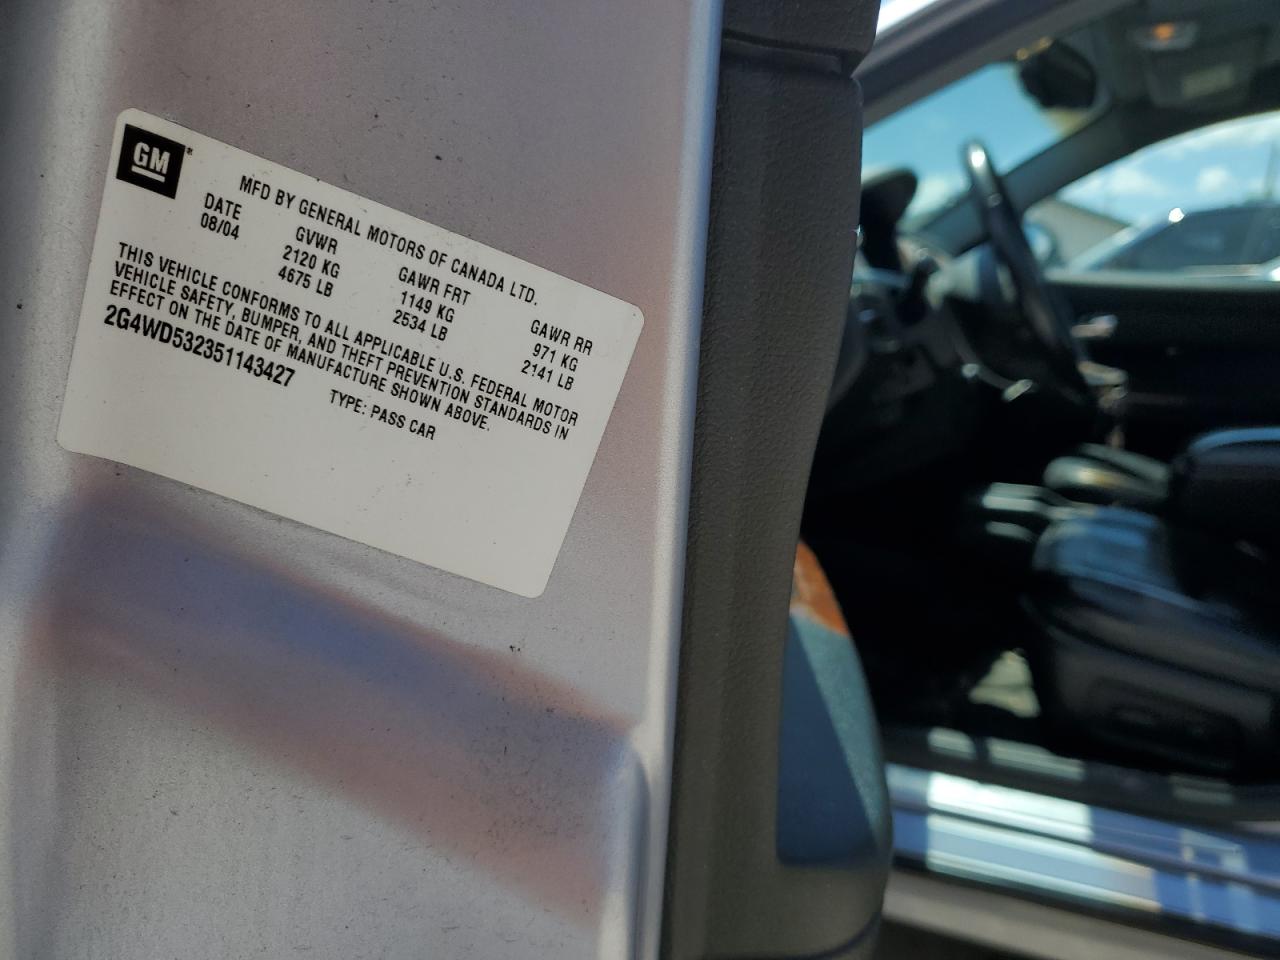 GM
MFD BY GENERAL MOTORS OF CANADA LTD.
DATE GVWR GAWR FRT GAWR RR
08/04 2120 KG 1149 KG 971 KG
4675 LB 2534 LB 2141 LB
THIS VEHICLE CONFORMS TO ALL APPLICABLE U.S. FEDERAL MOTOR
VEHICLE SAFETY, BUMPER, AND THEFT PREVENTION STANDARDS IN
EFFECT ON THE DATE OF MANUFACTURE SHOWN ABOVE.
2G4WD532351143427 TYPE: PASS CAR